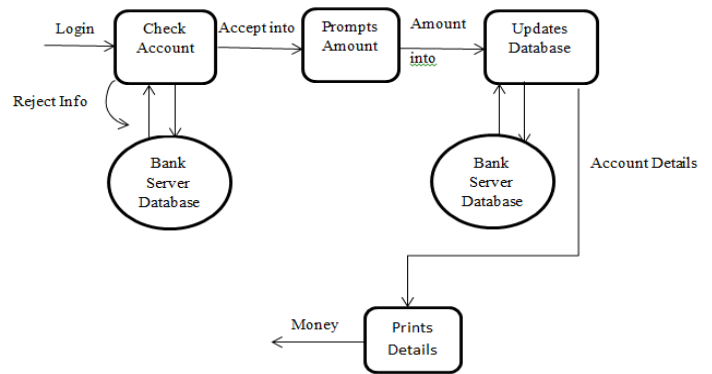 Login
Check
Account
Accept into
Prompts
Amount
Amount
into
Updates
Database
Reject Info
Bank
Server
Database
Bank
Server
Database
Account Details
Money
Prints
Details